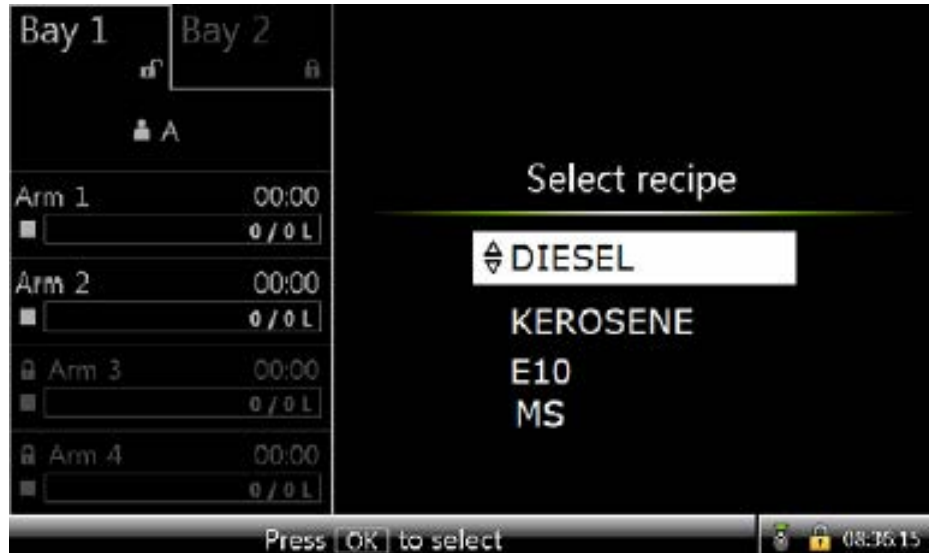 Bay 1
Bay 2
A
Arm 1 00:00
0 / 0 L
Arm 2 00:00
0 / 0 L
Arm 3 00:00
0 / 0 L
Arm 4 00:00
0 / 0 L
Select recipe
DIESEL
KEROSENE
E10
MS
Press OK to select
08:36:15